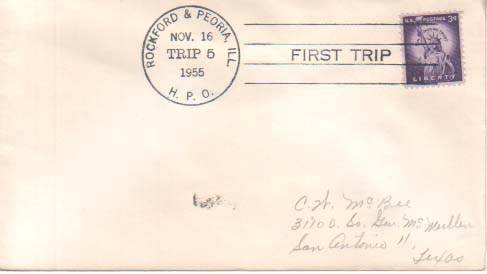 ROCKFORD & PEORIA, ILL.
NOV. 16
TRIP 5
1955
H. P. O.
FIRST TRIP
U.S. POSTAGE 3¢
LIBERTY
C. W. McBee
3170 D. So. Gen. McMullen
San Antonio 11,
Texas